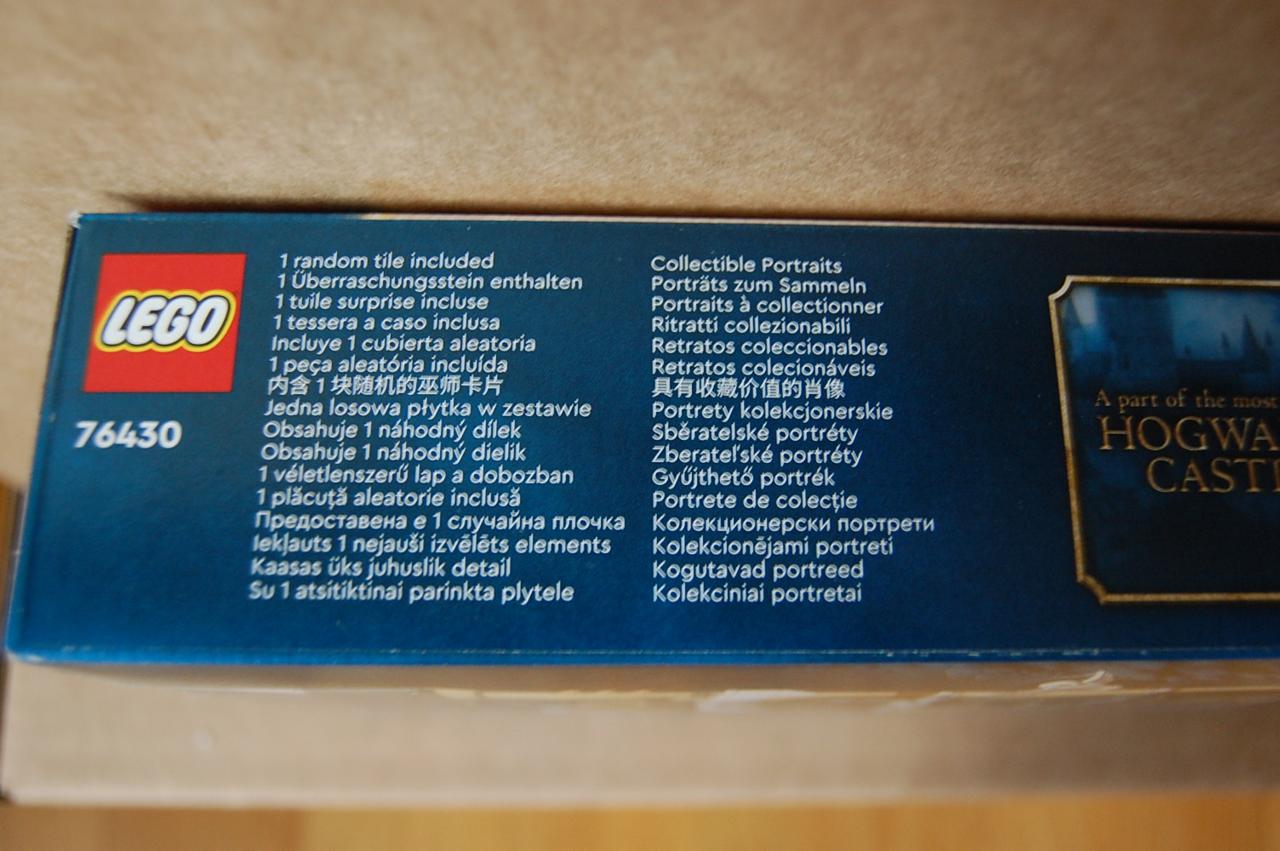 LEGO
76430
1 random tile included
1 Überraschungsstein enthalten
1 tuile surprise incluse
1 tessera a caso inclusa
Incluye 1 cubierta aleatoria
1 peça aleatória incluída
内含 1 块随机的巫师卡片
Jedna losowa płytka w zestawie
Obsahuje 1 náhodný dílek
Obsahuje 1 náhodný dielik
1 véletlenszerű lap a dobozban
1 plăcuță aleatorie inclusă
Предоставена е 1 случайна плочка
Iekļauts 1 nejauši izvēlēts elements
Kaasas üks juhuslik detail
Su 1 atsitiktinai parinkta plytele
Collectible Portraits
Porträts zum Sammeln
Portraits à collectionner
Ritratti collezionabili
Retratos coleccionables
Retratos colecionáveis
具有收藏价值的肖像
Portrety kolekcjonerskie
Sběratelské portréty
Zberateľské portréty
Gyűjthető portrék
Portrete de colecție
Колекционерски портрети
Kolekcionējami portreti
Kogutavad portreed
Kolekciniai portretai
A part of the most
HOGWA
CASTL